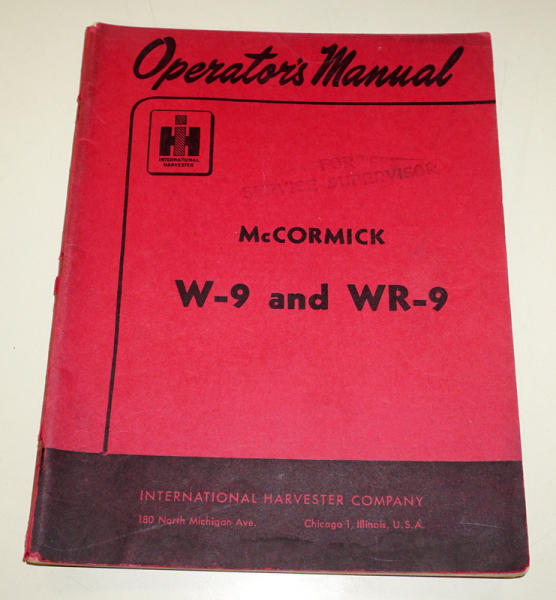 Operator's Manual
IH
INTERNATIONAL
HARVESTER
FOR
SERVICE SUPERVISOR
McCORMICK
W-9 and WR-9
INTERNATIONAL HARVESTER COMPANY
180 North Michigan Ave. Chicago 1, Illinois, U.S.A.